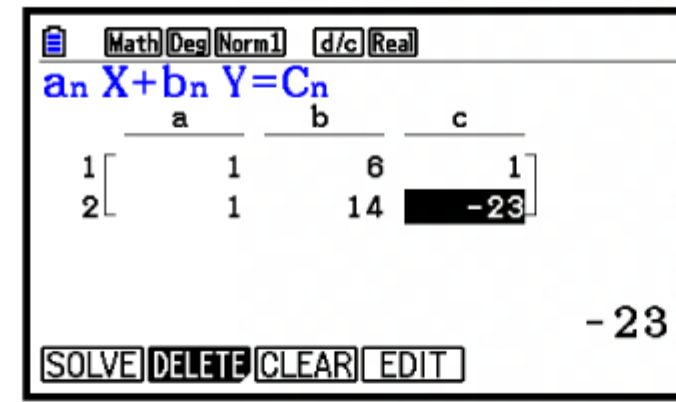 Math Deg Norm1 d/c Real
an X+bn Y=Cn
a b c
1 1 6 1
2 1 14 -23
-23
SOLVE DELETE CLEAR EDIT